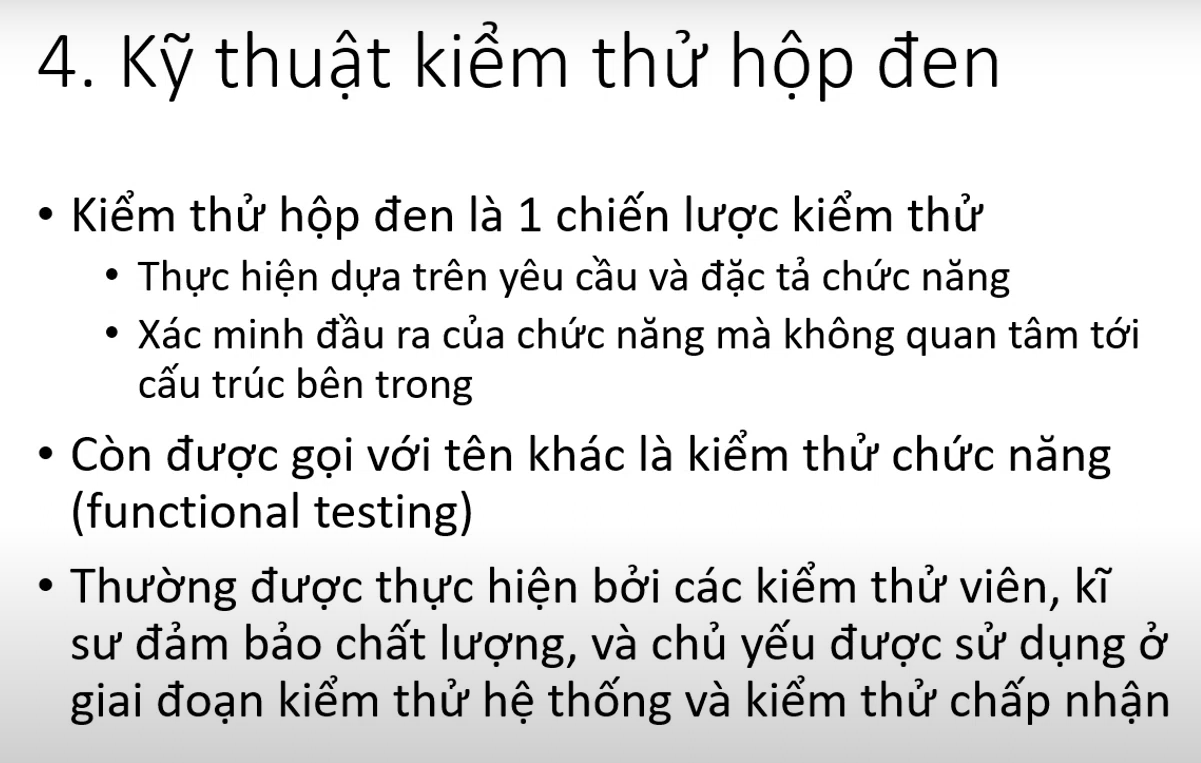 4. Kỹ thuật kiểm thử hộp đen
• Kiểm thử hộp đen là 1 chiến lược kiểm thử
• Thực hiện dựa trên yêu cầu và đặc tả chức năng
• Xác minh đầu ra của chức năng mà không quan tâm tới
cấu trúc bên trong
• Còn được gọi với tên khác là kiểm thử chức năng
(functional testing)
• Thường được thực hiện bởi các kiểm thử viên, kĩ
sư đảm bảo chất lượng, và chủ yếu được sử dụng ở
giai đoạn kiểm thử hệ thống và kiểm thử chấp nhận